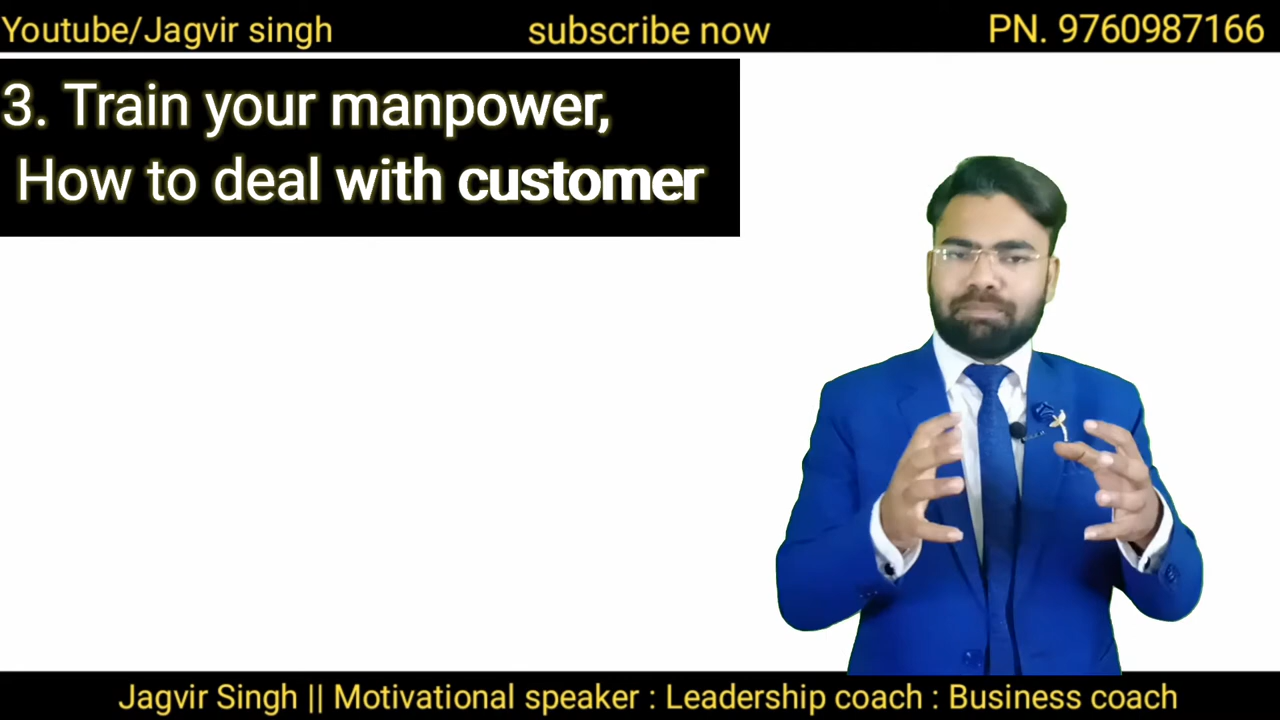 Youtube/Jagvir singh
subscribe now
PN. 9760987166
3. Train your manpower,
How to deal with customer
Jagvir Singh || Motivational speaker : Leadership coach : Business coach